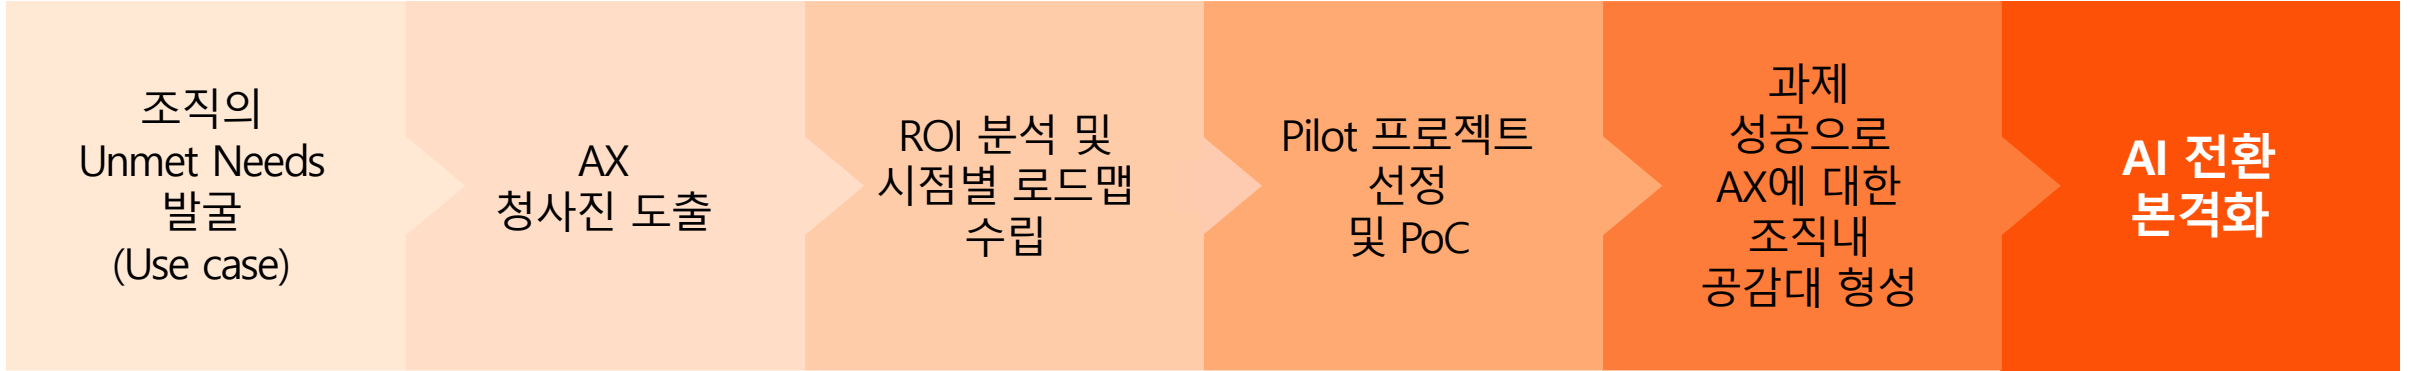 조직의
Unmet Needs
발굴
(Use case)
AX
청사진 도출
ROI 분석 및
시점별 로드맵
수립
Pilot 프로젝트
선정
및 PoC
과제
성공으로
AX에 대한
조직내
공감대 형성
AI 전환
본격화